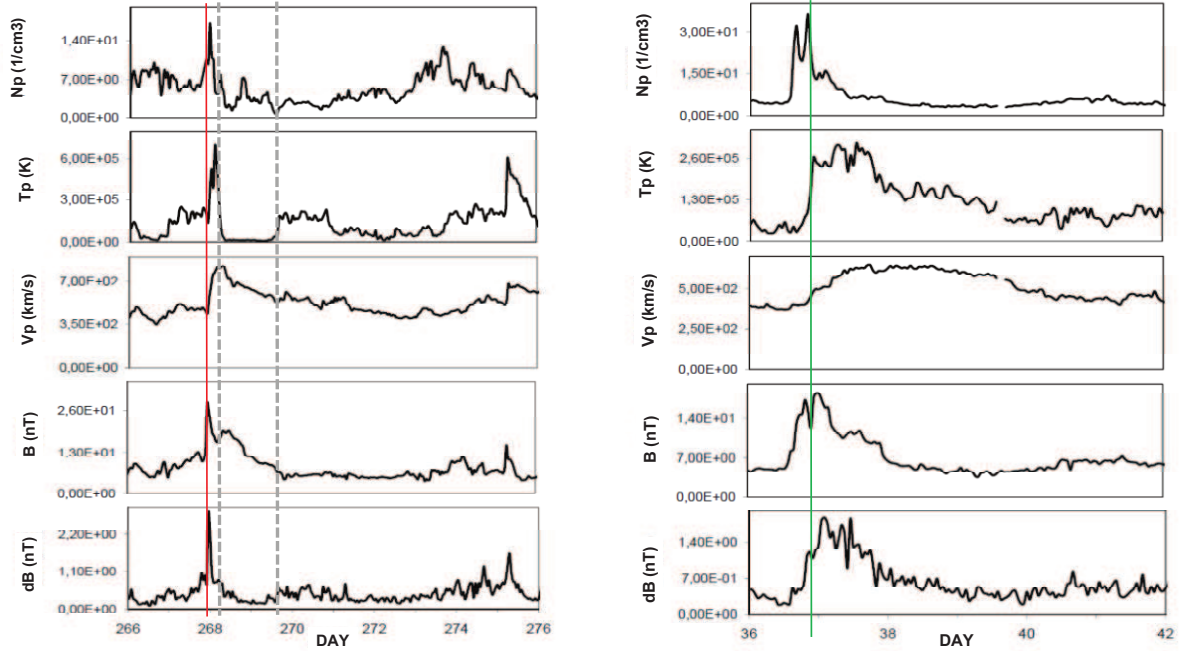 Np (1/cm3)
1,40E+01
7,00E+00
0,00E+00
Tp (K)
6,00E+05
3,00E+05
0,00E+00
Vp (km/s)
7,00E+02
3,50E+02
0,00E+00
B (nT)
2,60E+01
1,30E+01
0,00E+00
dB (nT)
2,20E+00
1,10E+00
0,00E+00
266 268 270 272 274 276
DAY
Np (1/cm3)
3,00E+01
1,50E+01
0,00E+00
Tp (K)
2,60E+05
1,30E+05
0,00E+00
Vp (km/s)
5,00E+02
2,50E+02
0,00E+00
B (nT)
1,40E+01
7,00E+00
0,00E+00
dB (nT)
1,40E+00
7,00E-01
0,00E+00
36 38 40 42
DAY